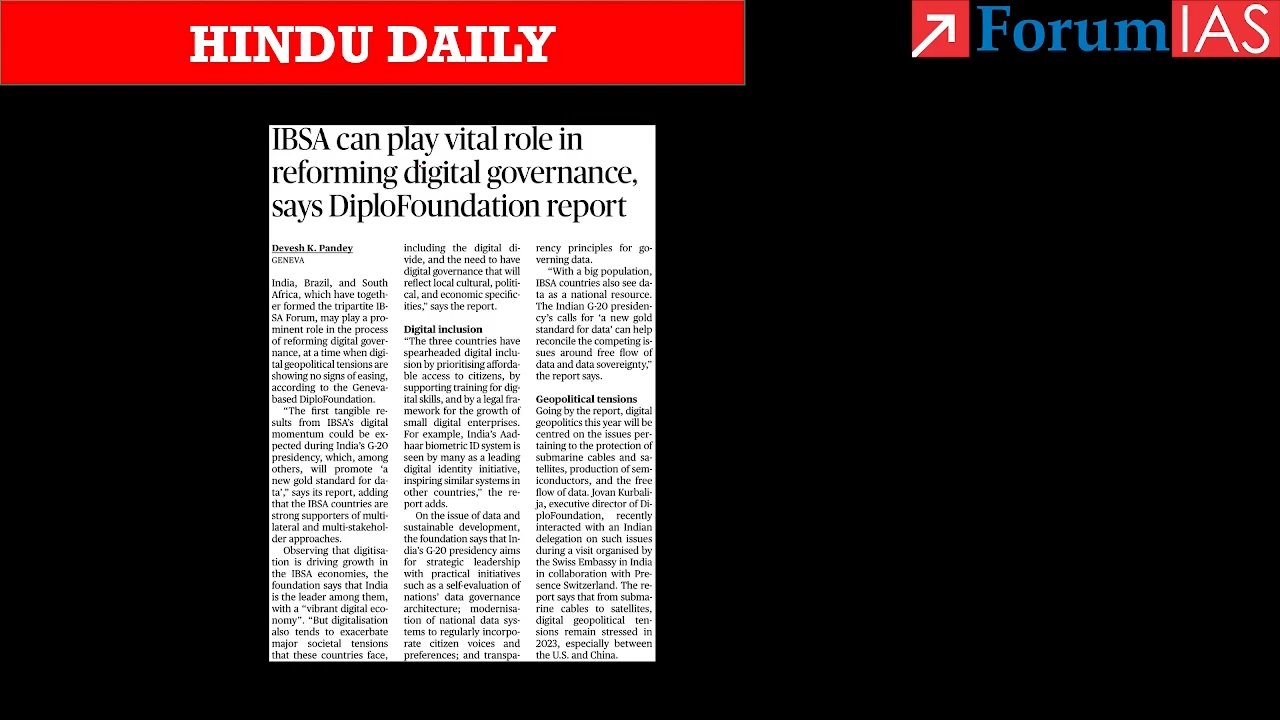 HINDU DAILY
Forum IAS
IBSA can play vital role in
reforming digital governance,
says DiploFoundation report
Devesh K. Pandey
GENEVA
India, Brazil, and South
Africa, which have togeth-
er formed the tripartite IB-
SA Forum, may play a pro-
minent role in the process
of reforming digital gover-
nance, at a time when digi-
tal geopolitical tensions are
showing no signs of easing,
according to the Geneva-
based DiploFoundation.
“The first tangible re-
sults from IBSA’s digital
momentum could be ex-
pected during India’s G-20
presidency, which, among
others, will promote ‘a
new gold standard for da-
ta’,” says its report, adding
that the IBSA countries are
strong supporters of multi-
lateral and multi-stakehol-
der approaches.
Observing that digitisa-
tion is driving growth in
the IBSA economies, the
foundation says that India
is the leader among them,
with a “vibrant digital eco-
nomy”. “But digitalisation
also tends to exacerbate
major societal tensions
that these countries face,
including the digital di-
vide, and the need to have
digital governance that will
reflect local cultural, politi-
cal, and economic specific-
ities,” says the report.
Digital inclusion
“The three countries have
spearheaded digital inclu-
sion by prioritising afforda-
ble access to citizens, by
supporting training for dig-
ital skills, and by a legal fra-
mework for the growth of
small digital enterprises.
For example, India’s Aad-
haar biometric ID system is
seen by many as a leading
digital identity initiative,
inspiring similar systems in
other countries,” the re-
port adds.
On the issue of data and
sustainable development,
the foundation says that In-
dia’s G-20 presidency aims
for strategic leadership
with practical initiatives
such as a self-evaluation of
nations’ data governance
architecture; modernisa-
tion of national data sys-
tems to regularly incorpo-
rate citizen voices and
preferences; and transpa-
rency principles for go-
verning data.
“With a big population,
IBSA countries also see da-
ta as a national resource.
The Indian G-20 presiden-
cy’s calls for ‘a new gold
standard for data’ can help
reconcile the competing is-
sues around free flow of
data and data sovereignty,”
the report says.
Geopolitical tensions
Going by the report, digital
geopolitics this year will be
centred on the issues per-
taining to the protection of
submarine cables and sa-
tellites, production of sem-
iconductors, and the free
flow of data. Jovan Kurbali-
ja, executive director of Di-
ploFoundation, recently
interacted with an Indian
delegation on such issues
during a visit organised by
the Swiss Embassy in India
in collaboration with Pre-
sence Switzerland. The re-
port says that from subma-
rine cables to satellites,
digital geopolitical ten-
sions remain stressed in
2023, especially between
the U.S. and China.